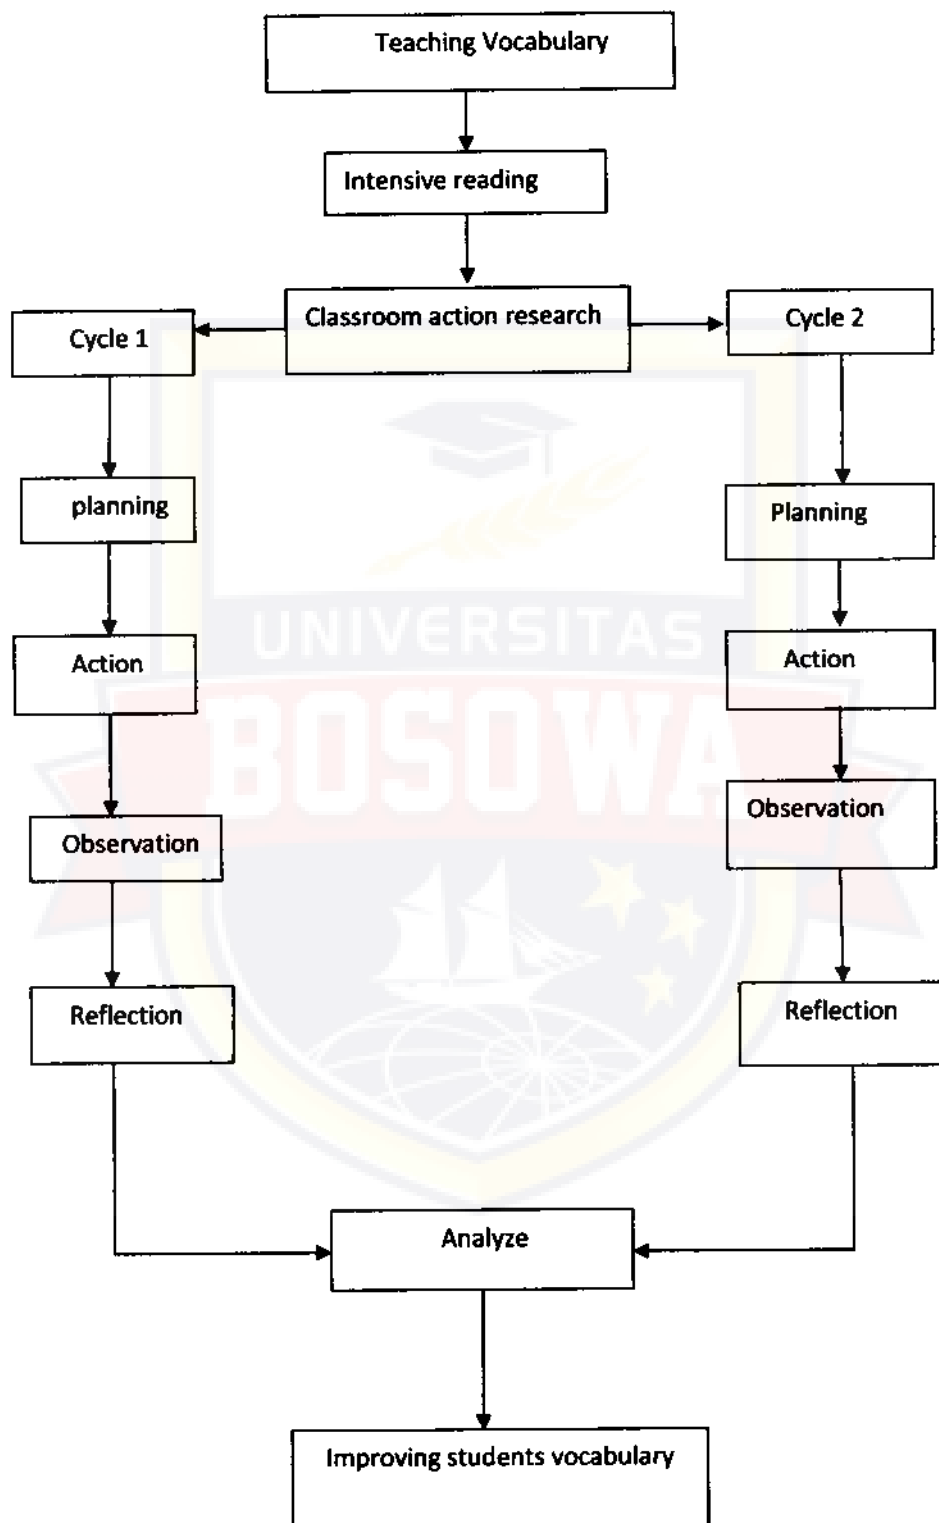 Teaching Vocabulary
Intensive reading
Classroom action research
Cycle 1
Cycle 2
planning
Planning
Action
Action
Observation
Observation
Reflection
Reflection
Analyze
Improving students vocabulary
UNIVERSITAS
BOSOWA